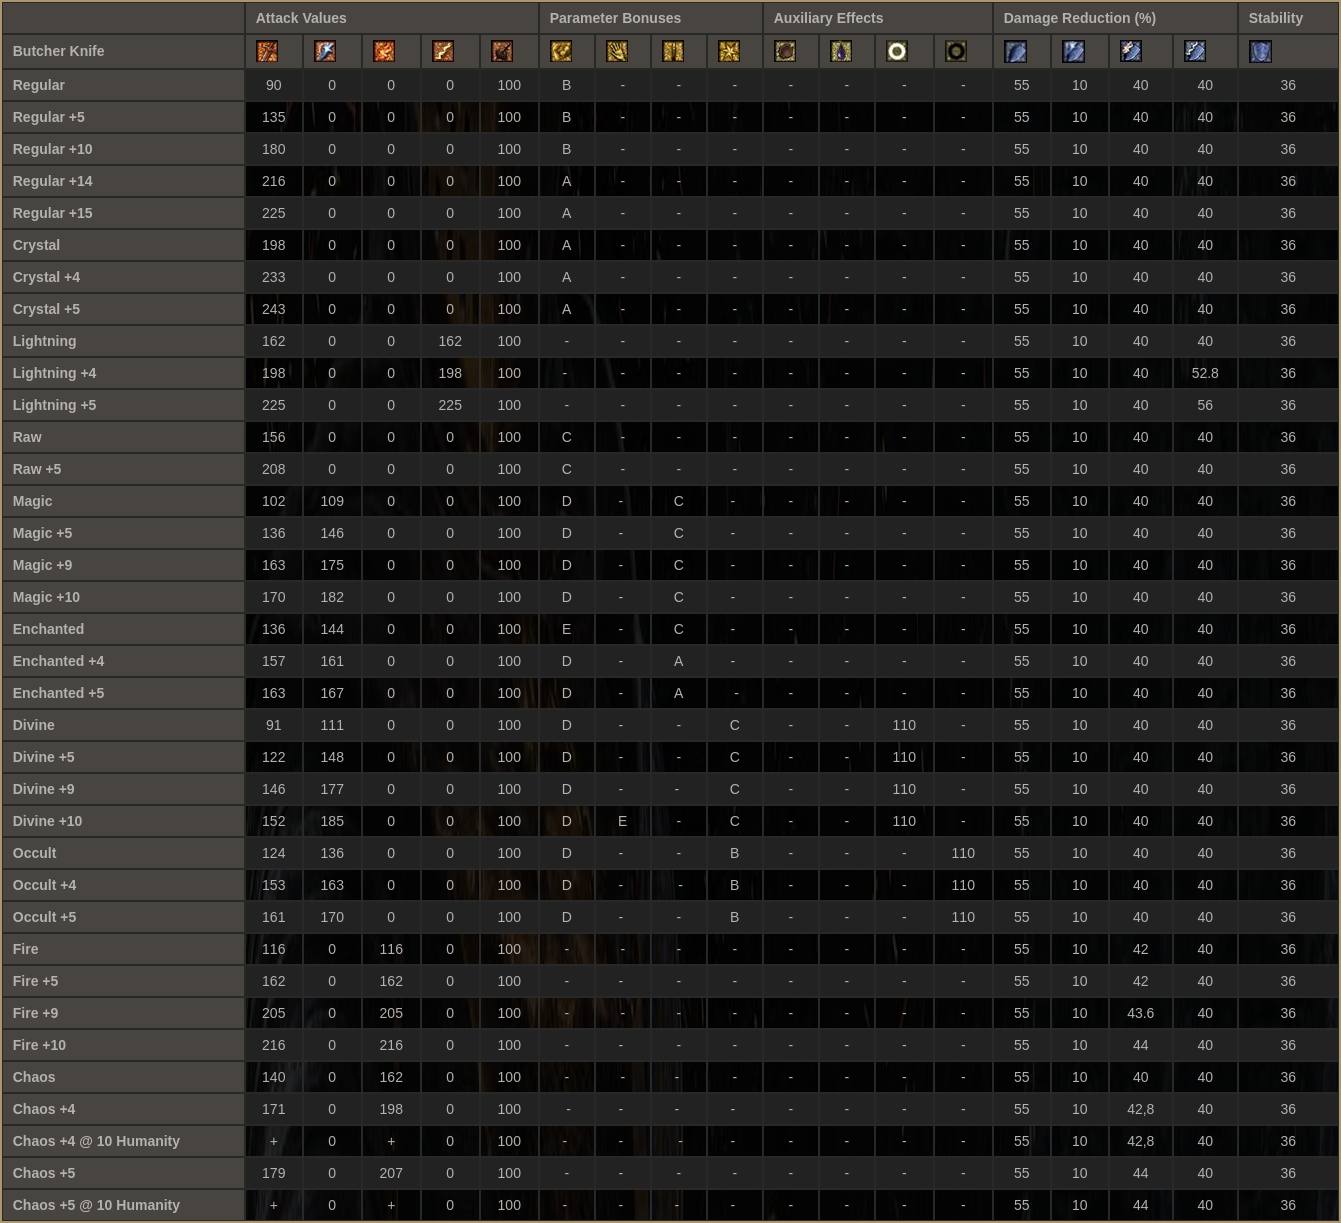 Attack Values Parameter Bonuses Auxiliary Effects Damage Reduction (%) Stability
Butcher Knife
Regular 90 0 0 0 100 B - - - - - - - 55 10 40 40 36
Regular +5 135 0 0 0 100 B - - - - - - - 55 10 40 40 36
Regular +10 180 0 0 0 100 B - - - - - - - 55 10 40 40 36
Regular +14 216 0 0 0 100 A - - - - - - - 55 10 40 40 36
Regular +15 225 0 0 0 100 A - - - - - - - 55 10 40 40 36
Crystal 198 0 0 0 100 A - - - - - - - 55 10 40 40 36
Crystal +4 233 0 0 0 100 A - - - - - - - 55 10 40 40 36
Crystal +5 243 0 0 0 100 A - - - - - - - 55 10 40 40 36
Lightning 162 0 0 162 100 - - - - - - - - 55 10 40 40 36
Lightning +4 198 0 0 198 100 - - - - - - - - 55 10 40 52.8 36
Lightning +5 225 0 0 225 100 - - - - - - - - 55 10 40 56 36
Raw 156 0 0 0 100 C - - - - - - - 55 10 40 40 36
Raw +5 208 0 0 0 100 C - - - - - - - 55 10 40 40 36
Magic 102 109 0 0 100 D - C - - - - - 55 10 40 40 36
Magic +5 136 146 0 0 100 D - C - - - - - 55 10 40 40 36
Magic +9 163 175 0 0 100 D - C - - - - - 55 10 40 40 36
Magic +10 170 182 0 0 100 D - C - - - - - 55 10 40 40 36
Enchanted 136 144 0 0 100 E - C - - - - - 55 10 40 40 36
Enchanted +4 157 161 0 0 100 D - A - - - - - 55 10 40 40 36
Enchanted +5 163 167 0 0 100 D - A - - - - - 55 10 40 40 36
Divine 91 111 0 0 100 D - - C - - 110 - 55 10 40 40 36
Divine +5 122 148 0 0 100 D - - C - - 110 - 55 10 40 40 36
Divine +9 146 177 0 0 100 D - - C - - 110 - 55 10 40 40 36
Divine +10 152 185 0 0 100 D E - C - - 110 - 55 10 40 40 36
Occult 124 136 0 0 100 D - - B - - - 110 55 10 40 40 36
Occult +4 153 163 0 0 100 D - - B - - - 110 55 10 40 40 36
Occult +5 161 170 0 0 100 D - - B - - - 110 55 10 40 40 36
Fire 116 0 116 0 100 - - - - - - - - 55 10 42 40 36
Fire +5 162 0 162 0 100 - - - - - - - - 55 10 42 40 36
Fire +9 205 0 205 0 100 - - - - - - - - 55 10 43.6 40 36
Fire +10 216 0 216 0 100 - - - - - - - - 55 10 44 40 36
Chaos 140 0 162 0 100 - - - - - - - - 55 10 40 40 36
Chaos +4 171 0 198 0 100 - - - - - - - - 55 10 42,8 40 36
Chaos +4 @ 10 Humanity + 0 + 0 100 - - - - - - - - 55 10 42,8 40 36
Chaos +5 179 0 207 0 100 - - - - - - - - 55 10 44 40 36
Chaos +5 @ 10 Humanity + 0 + 0 100 - - - - - - - - 55 10 44 40 36